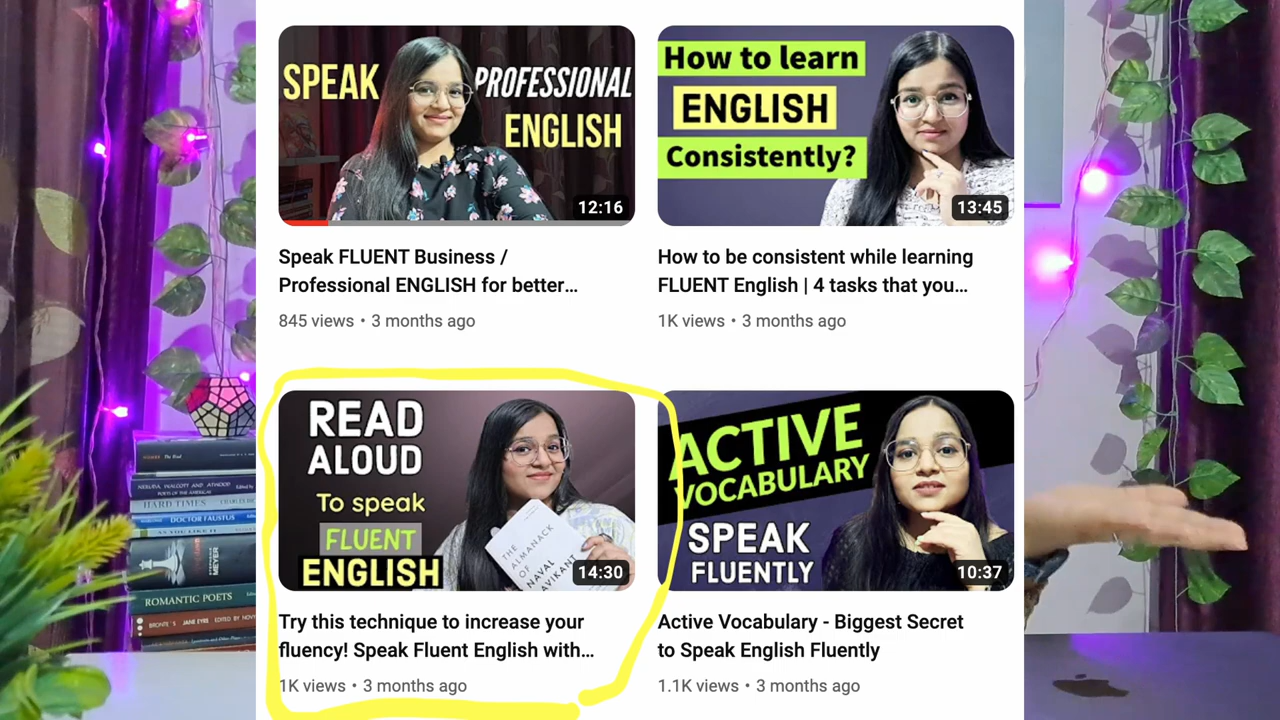 SPEAK PROFESSIONAL
ENGLISH
12:16
Speak FLUENT Business /
Professional ENGLISH for better…
845 views • 3 months ago
How to learn
ENGLISH
Consistently?
13:45
How to be consistent while learning
FLUENT English | 4 tasks that you…
1K views • 3 months ago
READ
ALOUD
To speak
FLUENT
ENGLISH
THE
ALMANACK
OF
NAVAL
14:30
Try this technique to increase your
fluency! Speak Fluent English with…
1K views • 3 months ago
ACTIVE
VOCABULARY
SPEAK
FLUENTLY
10:37
Active Vocabulary - Biggest Secret
to Speak English Fluently
1.1K views • 3 months ago
HARD TIMES
DOCTOR FAUSTUS
AS YOU LIKE IT
MEYER
ROMANTIC POETS
JANE EYRE